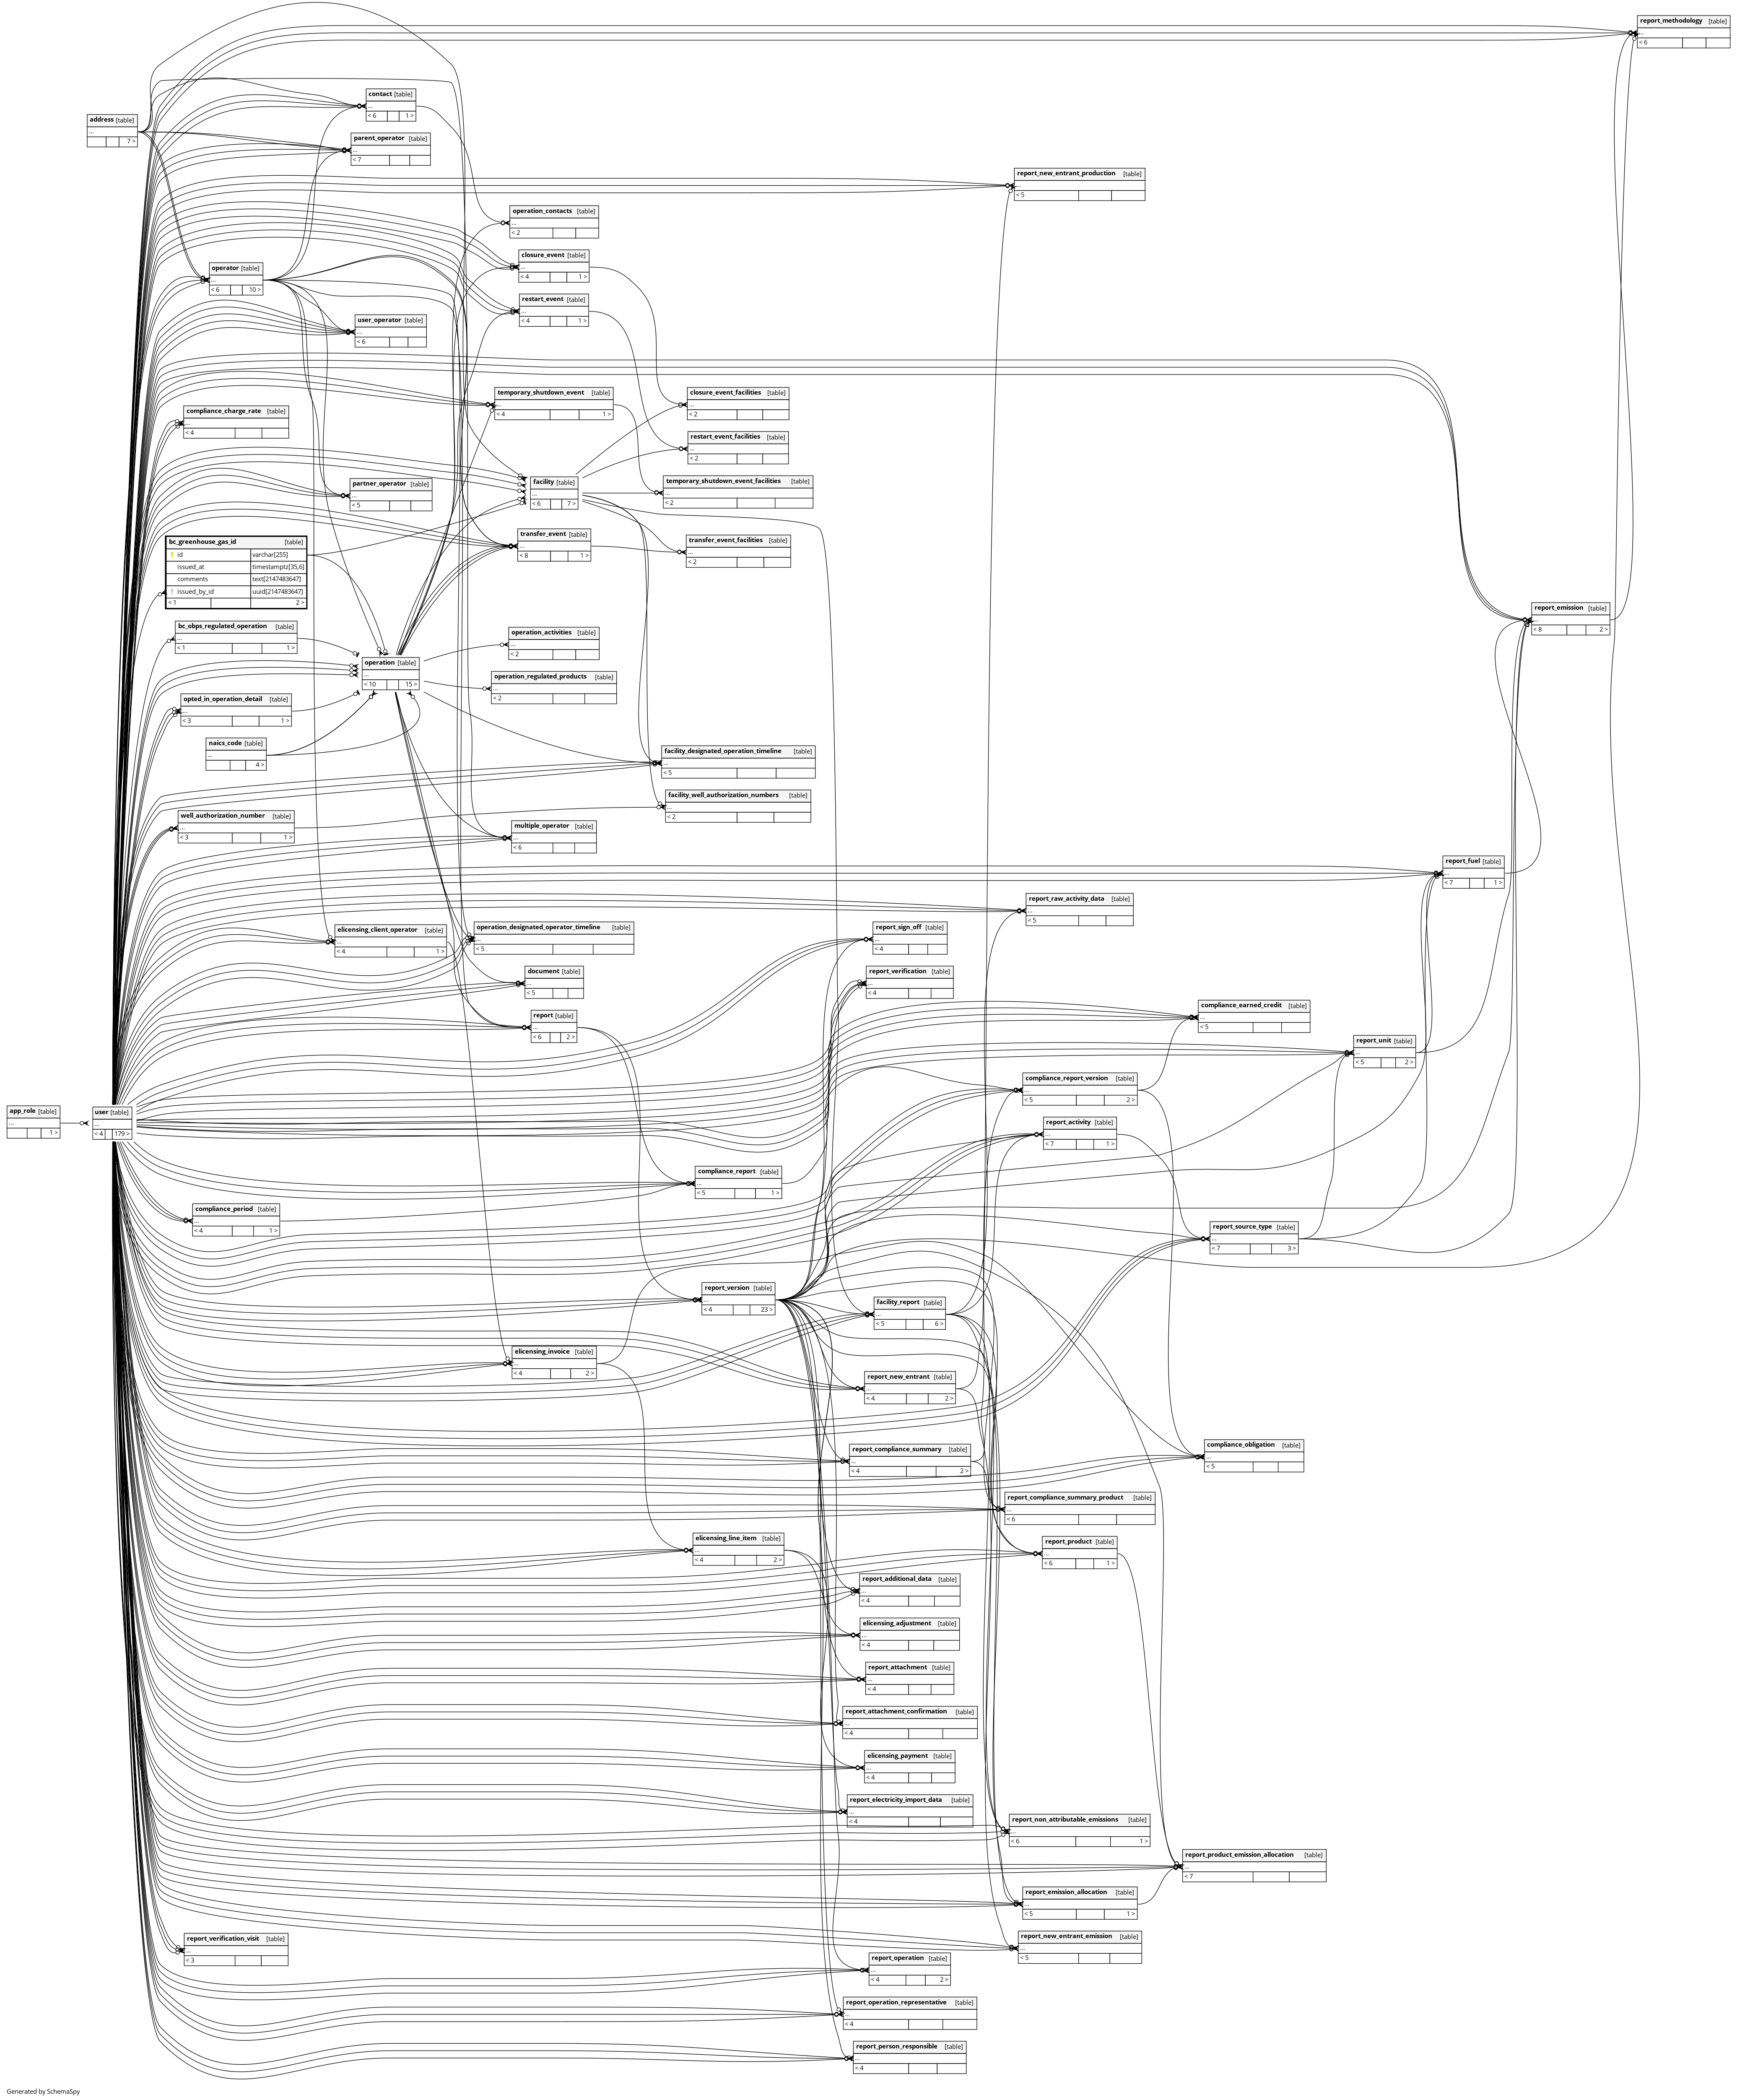 report_methodology [table]
...
< 6
contact [table]
...
< 6 1 >
address [table]
...
7 >
parent_operator [table]
...
< 7
report_new_entrant_production [table]
...
< 5
operation_contacts [table]
...
< 2
closure_event [table]
...
< 4 1 >
operator [table]
...
< 6 10 >
restart_event [table]
...
< 4 1 >
user_operator [table]
...
< 6
temporary_shutdown_event [table]
...
< 4 1 >
closure_event_facilities [table]
...
< 2
compliance_charge_rate [table]
...
< 4
restart_event_facilities [table]
...
< 2
partner_operator [table]
...
< 5
facility [table]
...
< 6 7 >
temporary_shutdown_event_facilities [table]
...
< 2
transfer_event [table]
...
< 8 1 >
transfer_event_facilities [table]
...
< 2
bc_greenhouse_gas_id [table]
id varchar[255]
issued_at timestamptz[35,6]
comments text[2147483647]
issued_by_id uuid[2147483647]
< 1 2 >
report_emission [table]
...
< 8 2 >
bc_obps_regulated_operation [table]
...
< 1 1 >
operation_activities [table]
...
< 2
operation [table]
...
< 10 15 >
operation_regulated_products [table]
...
< 2
opted_in_operation_detail [table]
...
< 3 1 >
naics_code [table]
...
4 >
facility_designated_operation_timeline [table]
...
< 5
facility_well_authorization_numbers [table]
...
< 2
well_authorization_number [table]
...
< 3 1 >
multiple_operator [table]
...
< 6
report_fuel [table]
...
< 7 1 >
report_raw_activity_data [table]
...
< 5
elicensing_client_operator [table]
...
< 4 1 >
operation_designated_operator_timeline [table]
...
< 5
report_sign_off [table]
...
< 4
document [table]
...
< 5
report_verification [table]
...
< 4
report [table]
...
< 6 2 >
compliance_earned_credit [table]
...
< 5
report_unit [table]
...
< 5 2 >
compliance_report_version [table]
...
< 5 2 >
app_role [table]
...
1 >
user [table]
...
< 4 179 >
report_activity [table]
...
< 7 1 >
compliance_report [table]
...
< 5 1 >
compliance_period [table]
...
< 4 1 >
report_source_type [table]
...
< 7 3 >
report_version [table]
...
< 4 23 >
facility_report [table]
...
< 5 6 >
elicensing_invoice [table]
...
< 4 2 >
report_new_entrant [table]
...
< 4 2 >
report_compliance_summary [table]
...
< 4 2 >
compliance_obligation [table]
...
< 5
report_compliance_summary_product [table]
...
< 6
elicensing_line_item [table]
...
< 4 2 >
report_product [table]
...
< 6 1 >
report_additional_data [table]
...
< 4
elicensing_adjustment [table]
...
< 4
report_attachment [table]
...
< 4
report_attachment_confirmation [table]
...
< 4
elicensing_payment [table]
...
< 4
report_electricity_import_data [table]
...
< 4
report_non_attributable_emissions [table]
...
< 6 1 >
report_product_emission_allocation [table]
...
< 7
report_emission_allocation [table]
...
< 5 1 >
report_verification_visit [table]
...
< 3
report_new_entrant_emission [table]
...
< 5
report_operation [table]
...
< 4 2 >
report_operation_representative [table]
...
< 4
report_person_responsible [table]
...
< 4
Generated by SchemaSpy